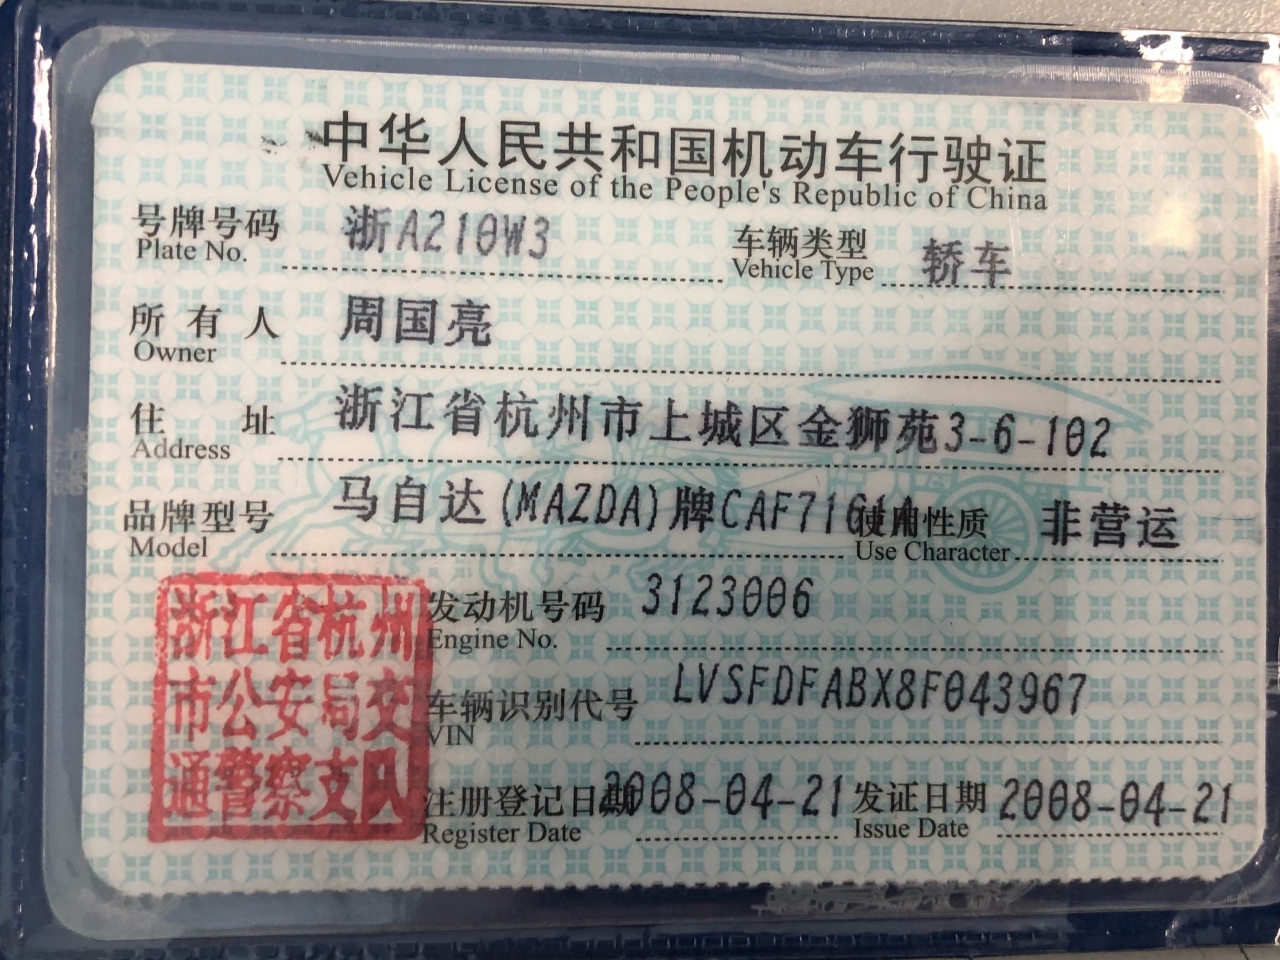 中华人民共和国机动车行驶证
Vehicle License of the People's Republic of China
号牌号码 浙A210W3 车辆类型 轿车
Plate No. Vehicle Type
所有人 周国亮
Owner
住址 浙江省杭州市上城区金狮苑3-6-102
Address
品牌型号 马自达(MAZDA)牌CAF7161A 使用性质 非营运
Model Use Character
发动机号码 3123006
Engine No.
车辆识别代号 LVSFDFABX8F043967
VIN
注册登记日期 2008-04-21 发证日期 2008-04-21
Register Date Issue Date
浙江省杭州
市公安局交
通警察支队